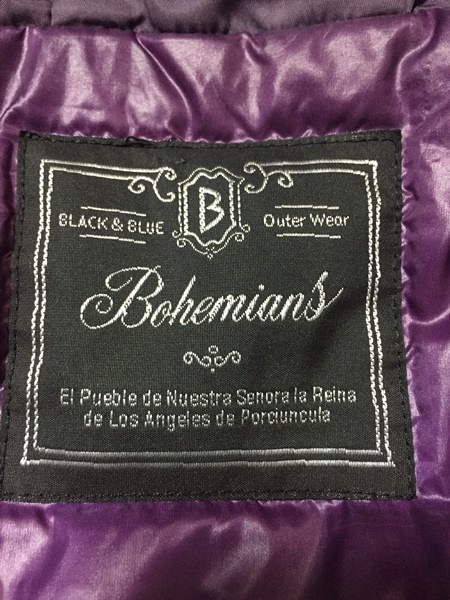 B
BLACK & BLUE Outer Wear
Bohemians
El Pueble de Nuestra Senora la Reina
de Los Angeles de Porciuncula